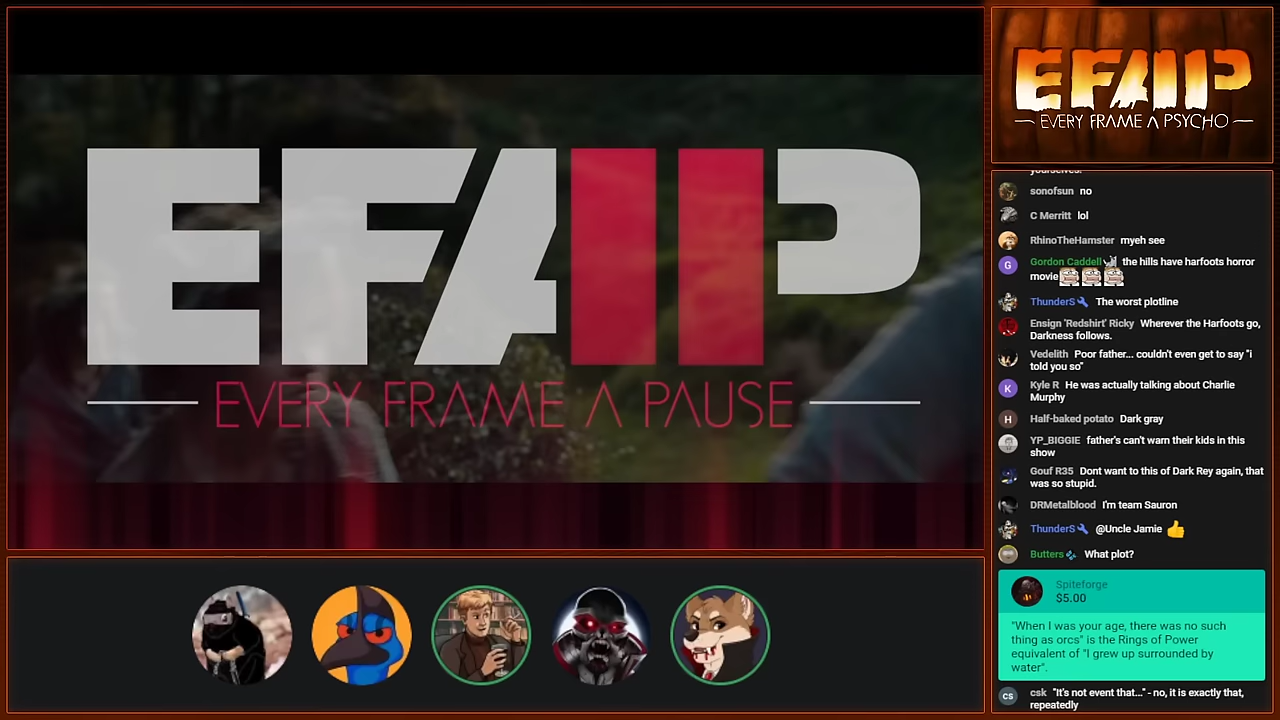 EFAP
EVERY FRAME A PAUSE
EFAP
EVERY FRAME A PSYCHO
yourselves!
sonofsun no
C Merritt lol
RhinoTheHamster myeh see
G
Gordon Caddell the hills have harfoots horror
movie
ThunderS The worst plotline
Ensign 'Redshirt' Ricky Wherever the Harfoots go,
Darkness follows.
Vedelith Poor father... couldn't even get to say "i
told you so"
K
Kyle R He was actually talking about Charlie
Murphy
H
Half-baked potato Dark gray
YP_BIGGIE father's can't warn their kids in this
show
Gouf R35 Dont want to this of Dark Rey again, that
was so stupid.
DRMetalblood I'm team Sauron
ThunderS @Uncle Jamie
Butters What plot?
Spiteforge
$5.00
"When I was your age, there was no such
thing as orcs" is the Rings of Power
equivalent of "I grew up surrounded by
water".
cs
csk "It's not event that..." - no, it is exactly that,
repeatedly